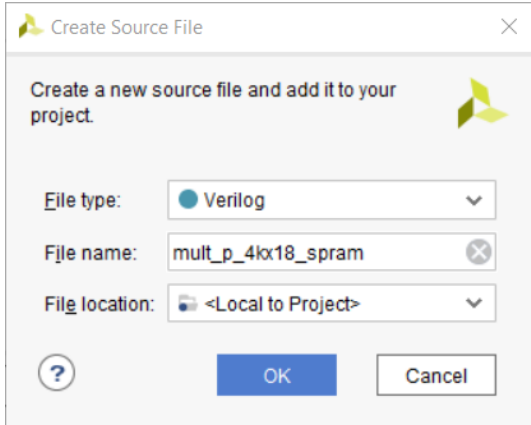 Create Source File
Create a new source file and add it to your
project.
File type:
Verilog
File name:
mult_p_4kx18_spram
File location:
<Local to Project>
?
OK
Cancel